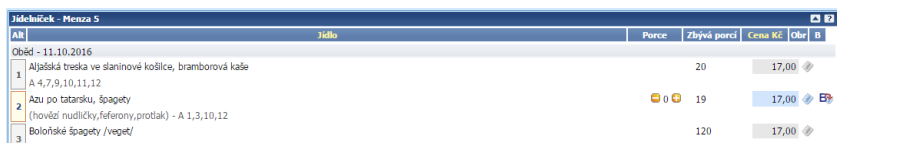 Jídelníček - Menza 5
Alt Jídlo Porce Zbývá porcí Cena Kč Obr B
Oběd - 11.10.2016
1 Aljašská treska ve slaninové košilce, bramborová kaše 20 17,00
A 4,7,9,10,11,12
2 Azu po tatarsku, špagety 0 19 17,00 B
(hovězí nudličky,feferony,protlak) - A 1,3,10,12
3 Boloňské špagety /veget/ 120 17,00